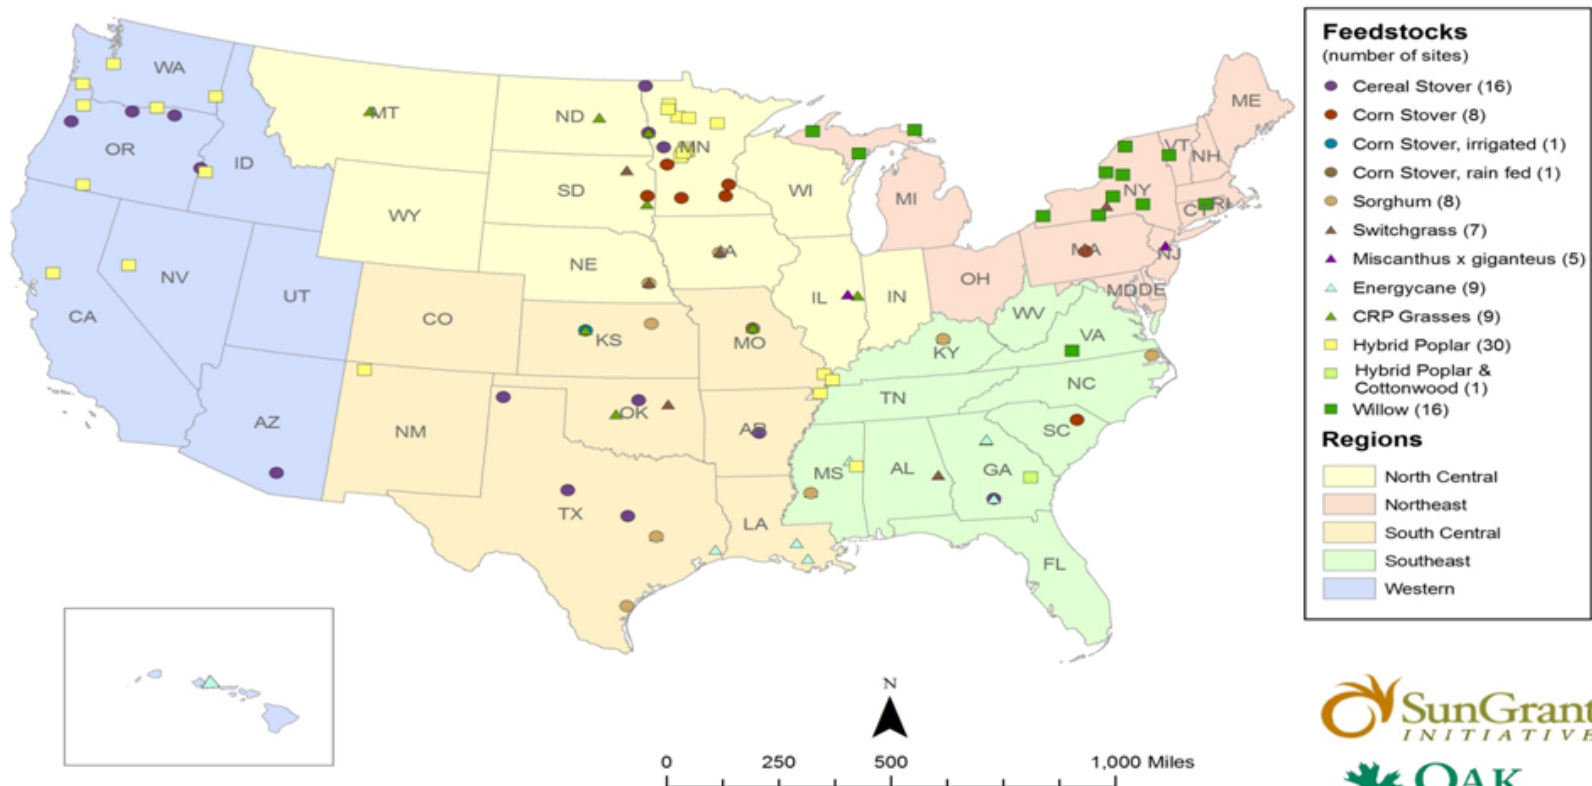 WA
MT
ND
MN
ME
OR
ID
SD
WI
MI
VT
NH
NY
CT
RI
WY
NE
IA
MA
NJ
OH
CA
NV
UT
CO
KS
MO
IL
IN
MD
DE
WV
VA
KY
AZ
NM
OK
AR
TN
NC
SC
TX
LA
MS
AL
GA
FL
N
0 250 500 1,000 Miles
Feedstocks
(number of sites)
Cereal Stover (16)
Corn Stover (8)
Corn Stover, irrigated (1)
Corn Stover, rain fed (1)
Sorghum (8)
Switchgrass (7)
Miscanthus x giganteus (5)
Energycane (9)
CRP Grasses (9)
Hybrid Poplar (30)
Hybrid Poplar &
Cottonwood (1)
Willow (16)
Regions
North Central
Northeast
South Central
Southeast
Western
SunGrant
INITIATIVE
OAK